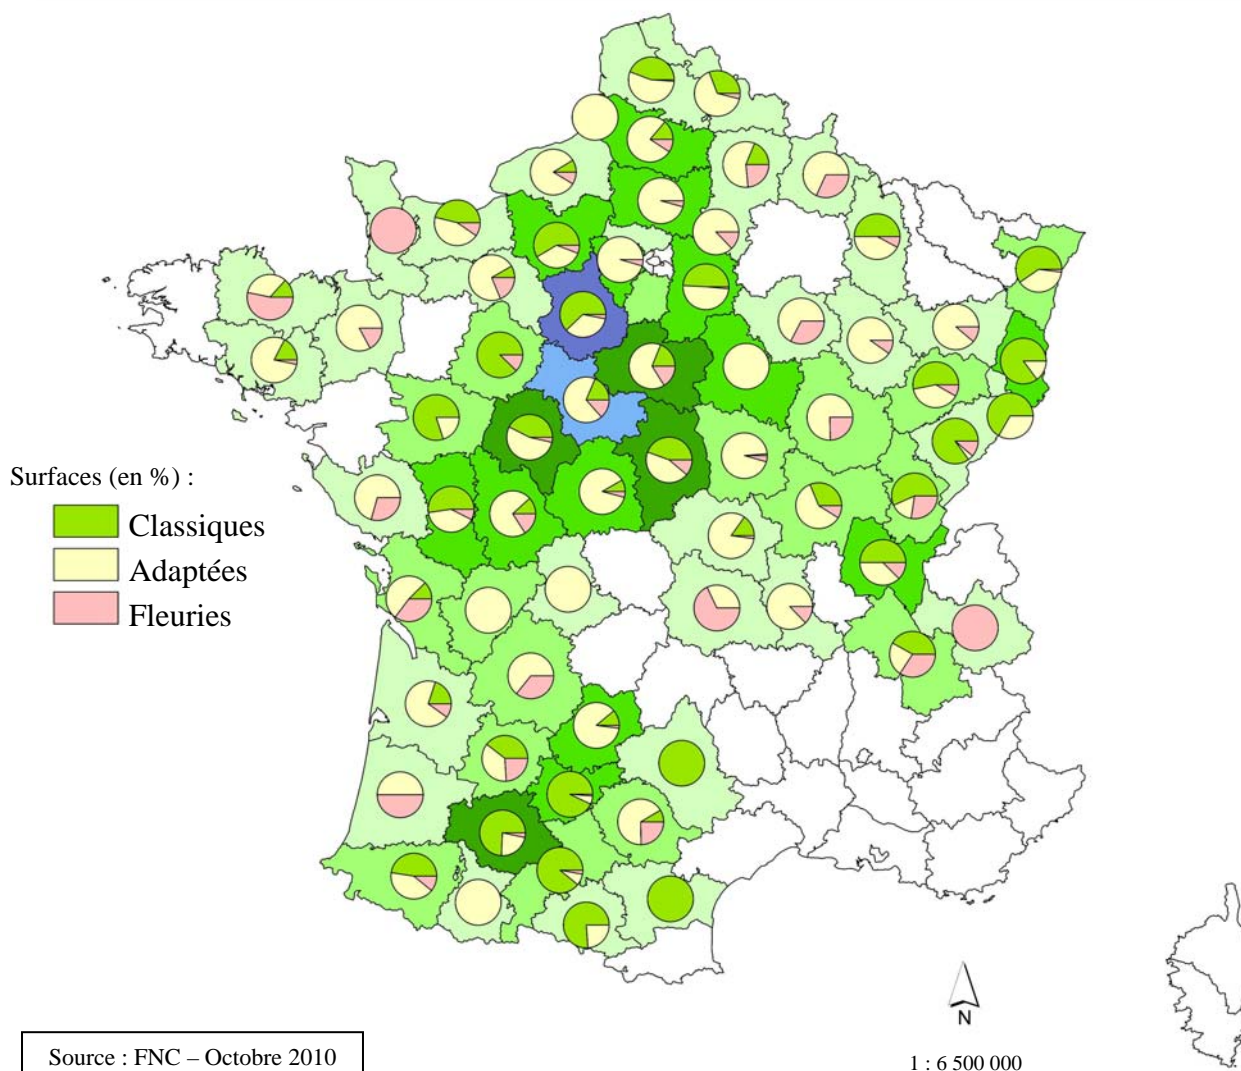 Surfaces (en %) :
Classiques
Adaptées
Fleuries
N
Source : FNC – Octobre 2010
1 : 6 500 000